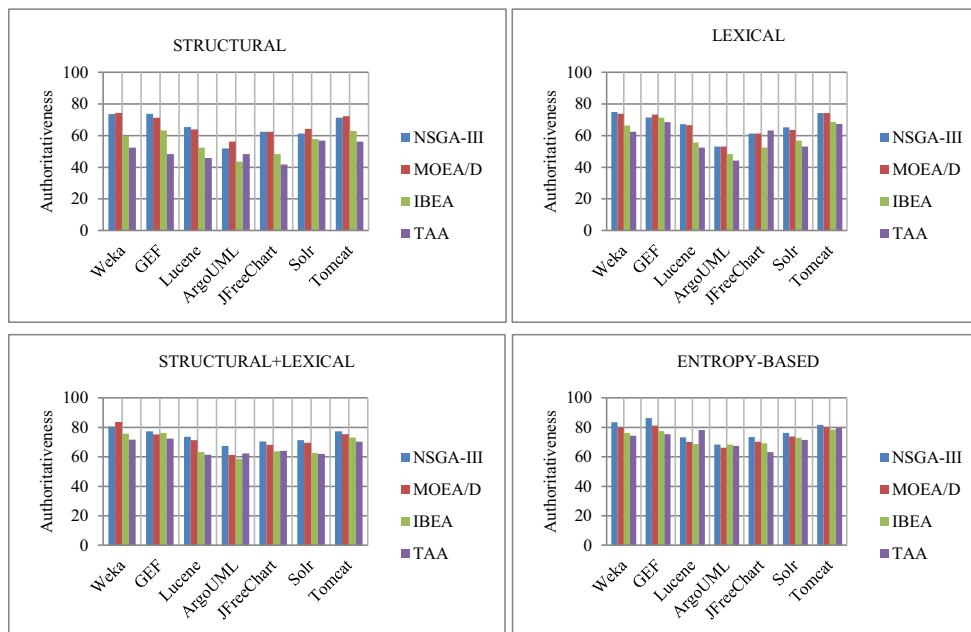 STRUCTURAL
Authoritativeness
100
80
60
40
20
0
Weka
GEF
Lucene
ArgoUML
JFreeChart
Solr
Tomcat
NSGA-III
MOEA/D
IBEA
TAA
LEXICAL
Authoritativeness
100
80
60
40
20
0
Weka
GEF
Lucene
ArgoUML
JFreeChart
Solr
Tomcat
NSGA-III
MOEA/D
IBEA
TAA
STRUCTURAL+LEXICAL
Authoritativeness
100
80
60
40
20
0
Weka
GEF
Lucene
ArgoUML
JFreeChart
Solr
Tomcat
NSGA-III
MOEA/D
IBEA
TAA
ENTROPY-BASED
Authoritativeness
100
80
60
40
20
0
Weka
GEF
Lucene
ArgoUML
JFreeChart
Solr
Tomcat
NSGA-III
MOEA/D
IBEA
TAA